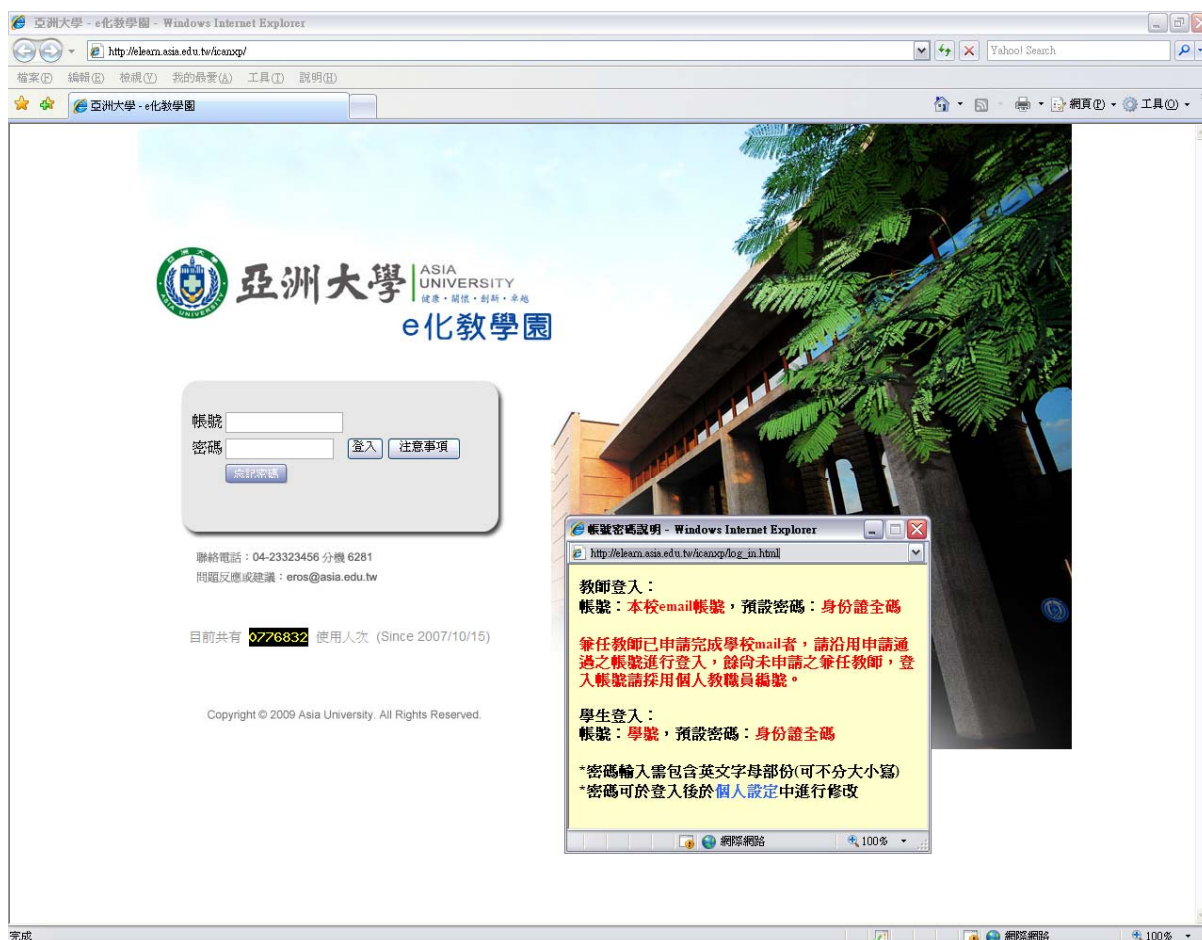 亞洲大學 - e化教學園 - Windows Internet Explorer
http://elearn.asia.edu.tw/icanxp/
Yahoo! Search
檔案(F) 編輯(E) 檢視(V) 我的最愛(A) 工具(T) 說明(H)
亞洲大學 - e化教學園
網頁(P) 工具(O)
亞洲大學
ASIA
UNIVERSITY
健康・關懷・創新・卓越
e化教學園
帳號
密碼 登入 注意事項
忘記密碼
聯絡電話：04-23323456 分機 6281
問題反應或建議：eros@asia.edu.tw
目前共有 0776832 使用人次 (Since 2007/10/15)
Copyright © 2009 Asia University. All Rights Reserved.
帳號密碼說明 - Windows Internet Explorer
http://elearn.asia.edu.tw/icanxp/log_in.html
教師登入：
帳號：本校email帳號，預設密碼：身份證全碼
兼任教師已申請完成學校mail者，請沿用申請通
過之帳號進行登入，餘尚未申請之兼任教師，登
入帳號請採用個人教職員編號。
學生登入：
帳號：學號，預設密碼：身份證全碼
*密碼輸入需包含英文字母部份(可不分大小寫)
*密碼可於登入後於個人設定中進行修改
網際網路 100%
完成 網際網路 100%